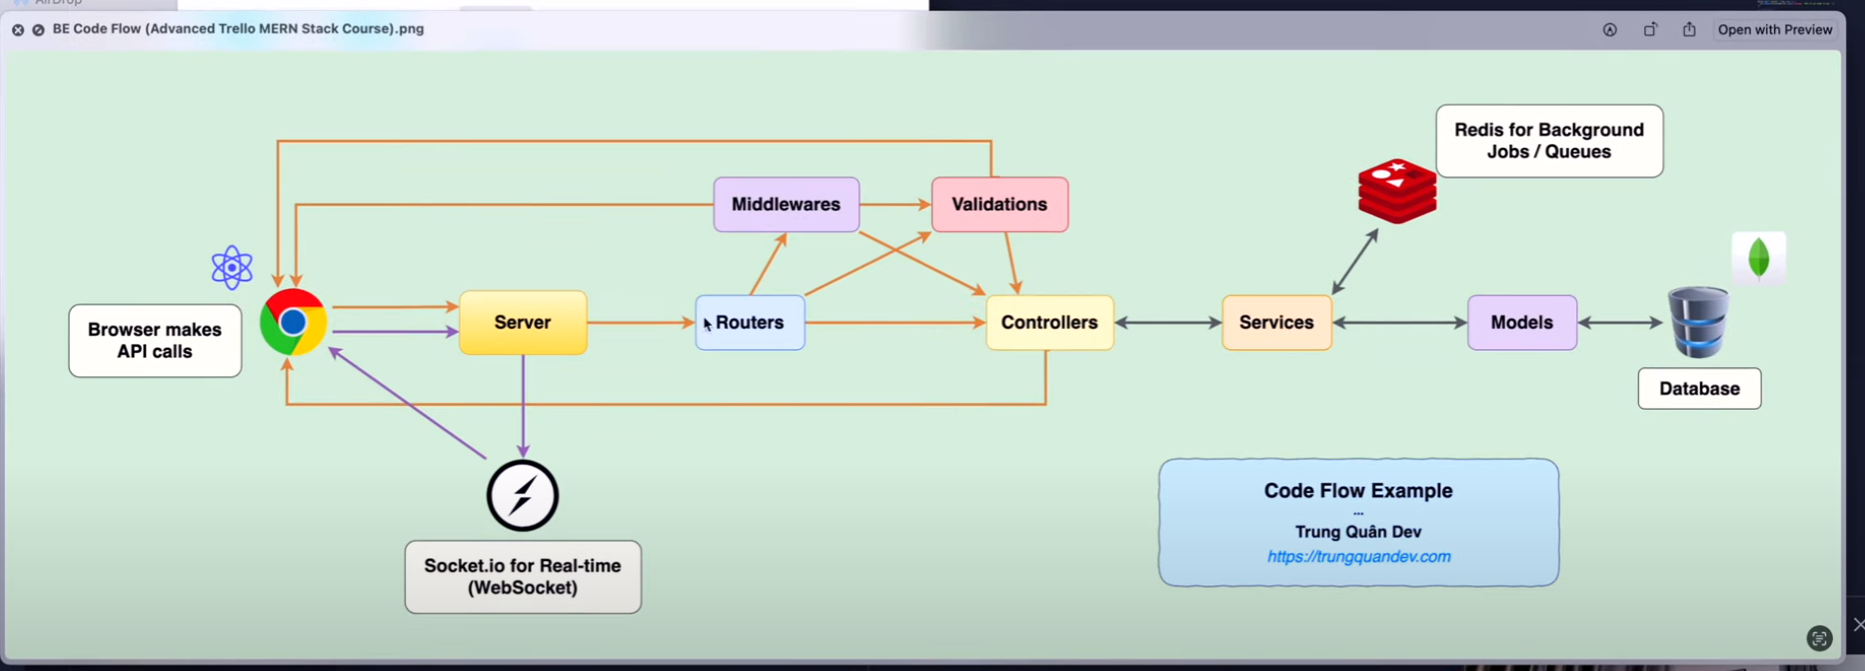 AirDrop
BE Code Flow (Advanced Trello MERN Stack Course).png
Open with Preview
Redis for Background
Jobs / Queues
Middlewares
Validations
Browser makes
API calls
Server
Routers
Controllers
Services
Models
Database
Code Flow Example
...
Trung Quân Dev
https://trungquandev.com
Socket.io for Real-time
(WebSocket)